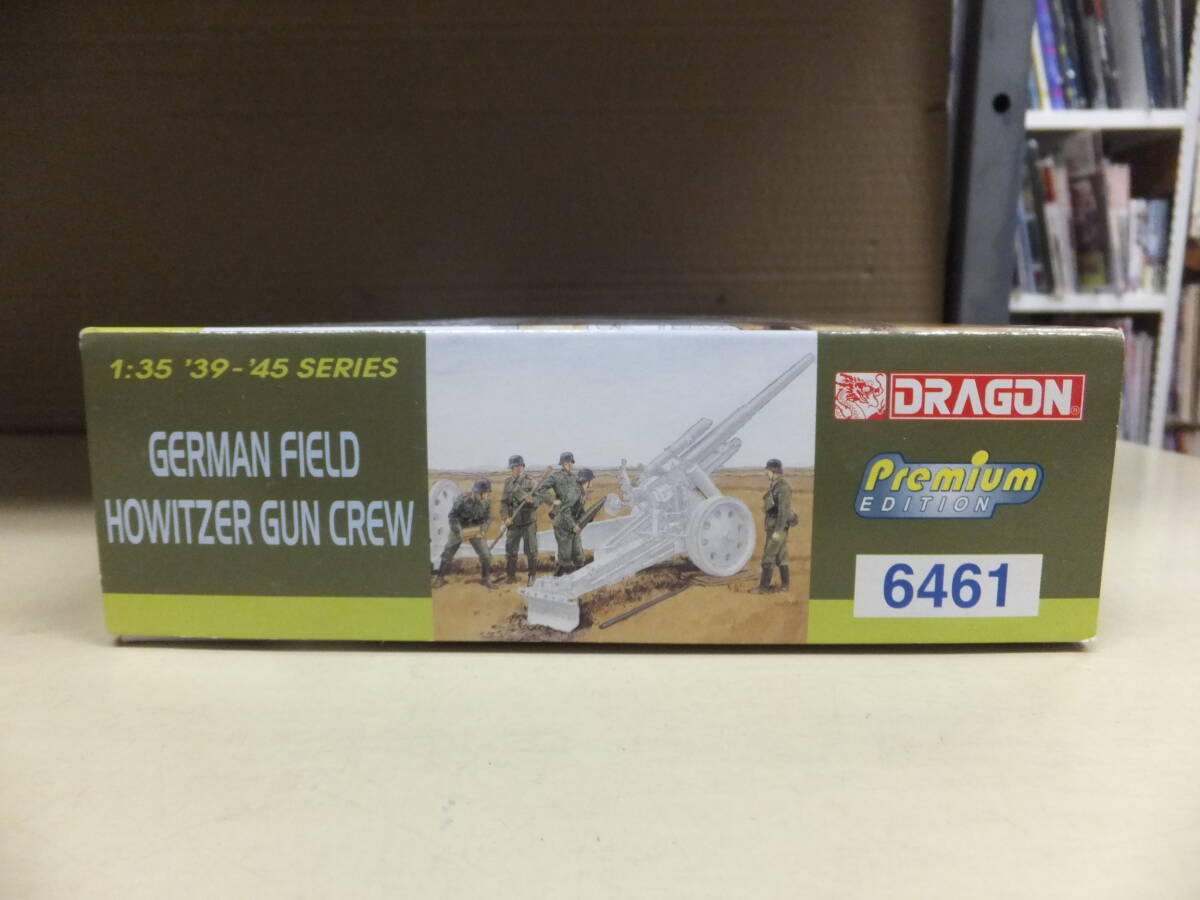 1:35 '39-'45 SERIES
GERMAN FIELD
HOWITZER GUN CREW
DRAGON®
Premium
EDITION
6461